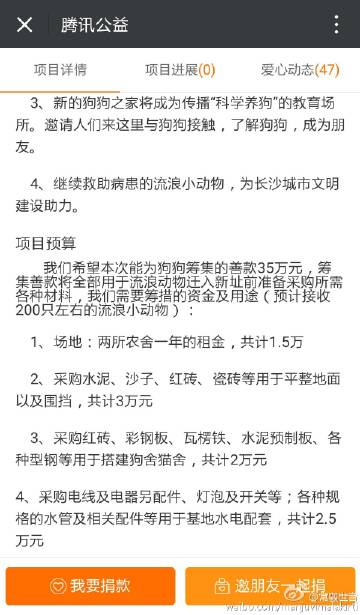 腾讯公益
项目详情
项目进展(0)
爱心动态(47)
3、新的狗狗之家将成为传播“科学养狗”的教育场
所。邀请人们来这里与狗狗接触，了解狗狗，成为朋
友。
4、继续救助病患的流浪小动物，为长沙城市文明
建设助力。
项目预算
我们希望本次能为狗狗筹集的善款35万元，筹
集善款将全部用于流浪动物迁入新址前准备采购所需
各种材料，我们需要筹措的资金及用途（预计接收
200只左右的流浪小动物）：
1、场地：两所农舍一年的租金，共计1.5万
2、采购水泥、沙子、红砖、瓷砖等用于平整地面
以及围挡，共计3万元
3、采购红砖、彩钢板、瓦楞铁、水泥预制板、各
种型钢等用于搭建狗舍猫舍，共计2万元
4、采购电线及电器另配件、灯泡及开关等；各种规
格的水管及相关配件等用于基地水电配套，共计2.5
万元
我要捐款
邀朋友一起捐